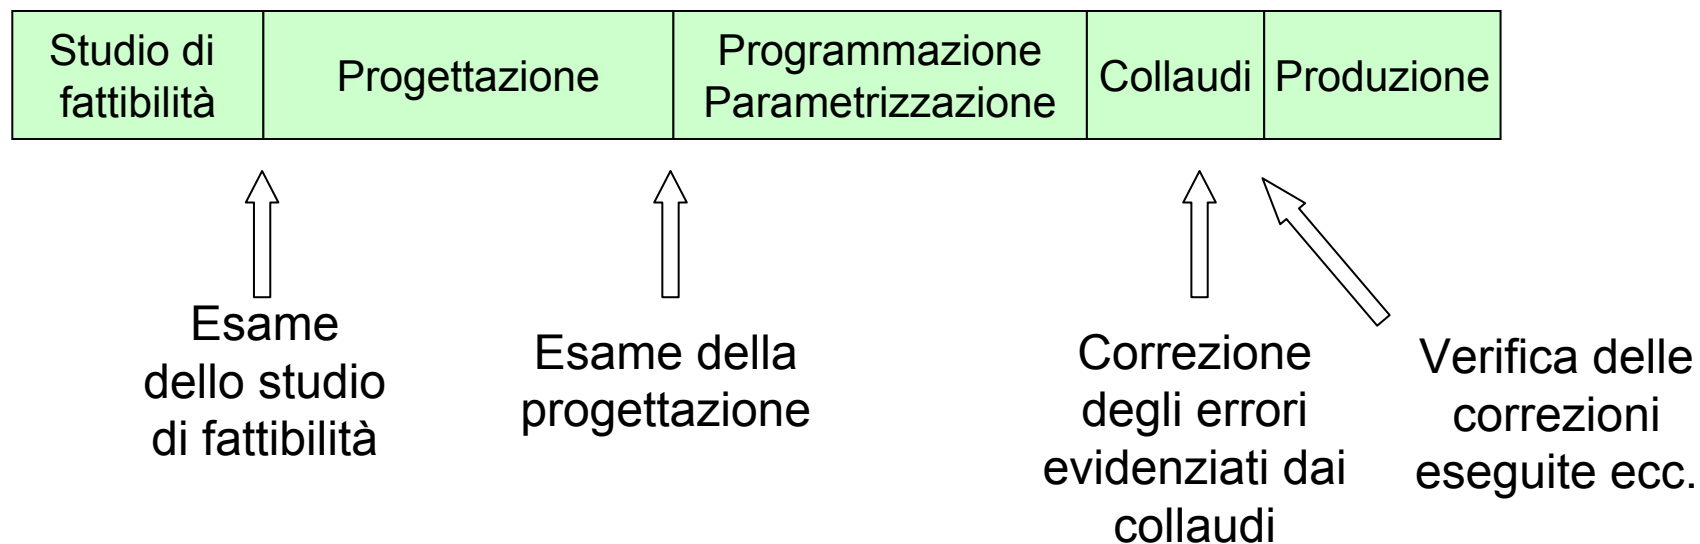 Studio di
fattibilità
Progettazione
Programmazione
Parametrizzazione
Collaudi
Produzione
Esame
dello studio
di fattibilità
Esame della
progettazione
Correzione
degli errori
evidenziati dai
collaudi
Verifica delle
correzioni
eseguite ecc.